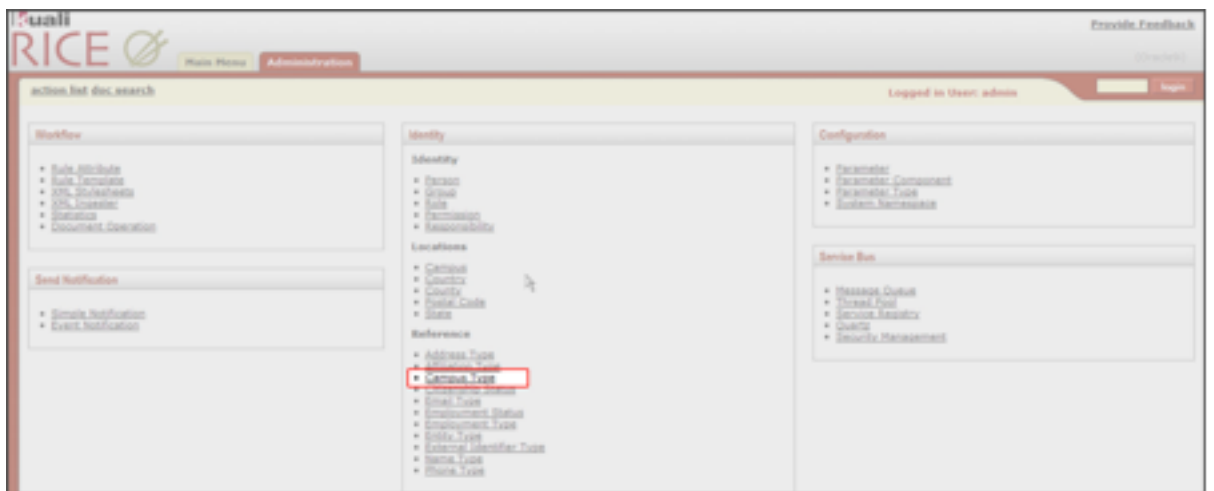 Kuali
RICE
Provide Feedback
Main Menu
Administration
action list doc search
Logged in User: admin
login
Workflow
Rule Attribute
Rule Template
XML Stylesheets
XML Ingester
Statistics
Document Operation
Send Notification
Simple Notification
Event Notification
Identity
Identity
Person
Group
Role
Permission
Responsibility
Locations
Campus
Country
County
Postal Code
State
Reference
Address Type
Affiliation Type
Campus Type
Citizenship Status
Email Type
Employment Status
Employment Type
Entity Type
External Identifier Type
Name Type
Phone Type
Configuration
Parameter
Parameter Component
Parameter Type
System Namespace
Service Bus
Message Queue
Thread Pool
Service Registry
Quartz
Security Management